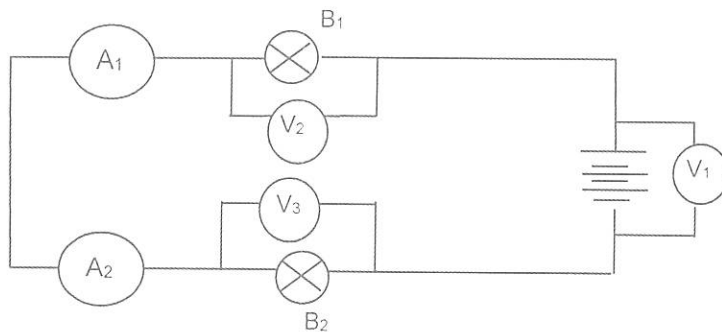 B₁
A₁
V₂
V₁
V₃
A₂
B₂